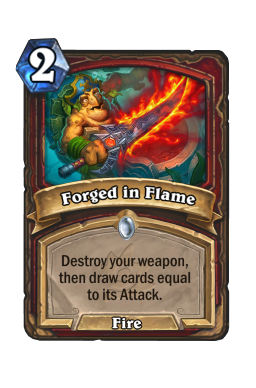 2
Forged in Flame
Destroy your weapon,
then draw cards equal
to its Attack.
Fire